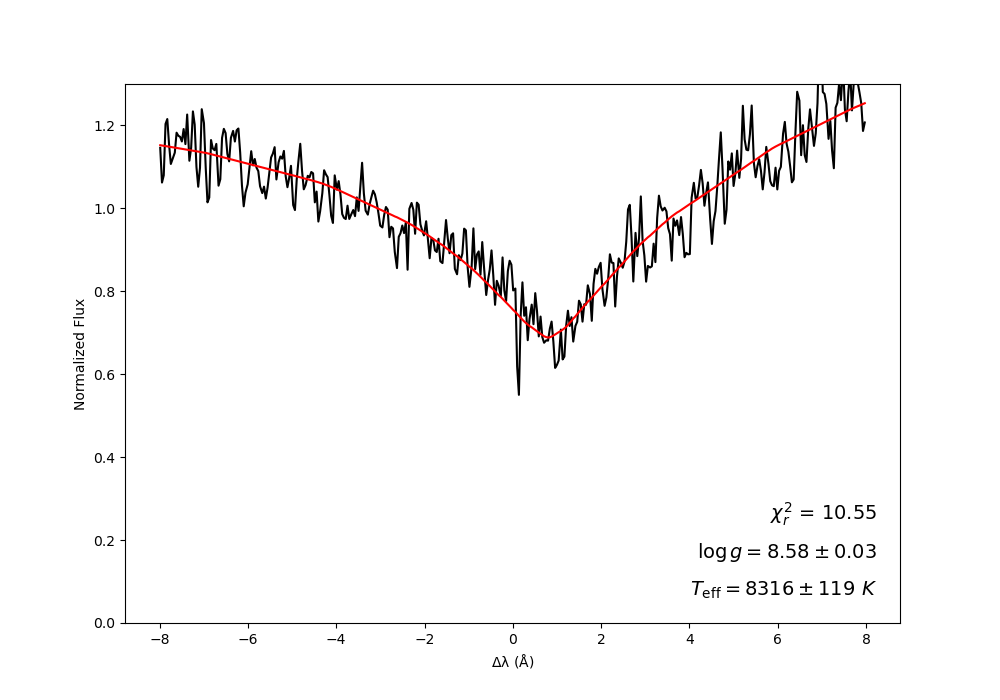 1.2
1.0
0.8
0.6
0.4
0.2
0.0
Normalized Flux
χ²ᵣ = 10.55
log g = 8.58 ± 0.03
T_eff = 8316 ± 119 K
−8 −6 −4 −2 0 2 4 6 8
Δλ (Å)